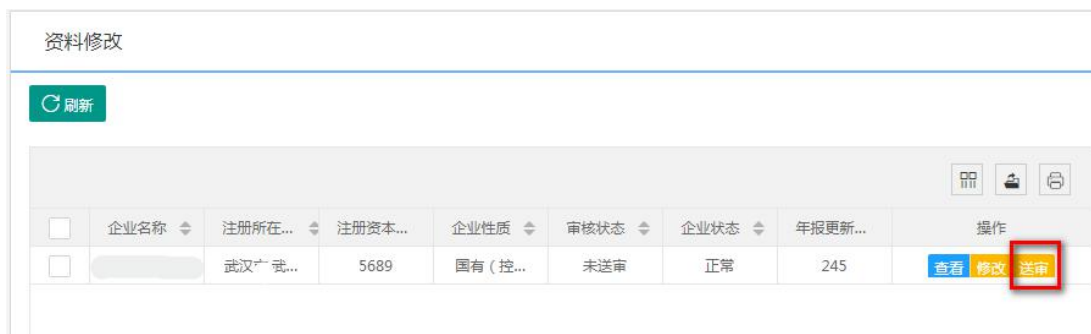 资料修改
刷新
企业名称 注册所在... 注册资本... 企业性质 审核状态 企业状态 年报更新... 操作
武... 5689 国有（控... 未送审 正常 245 查看 修改 送审